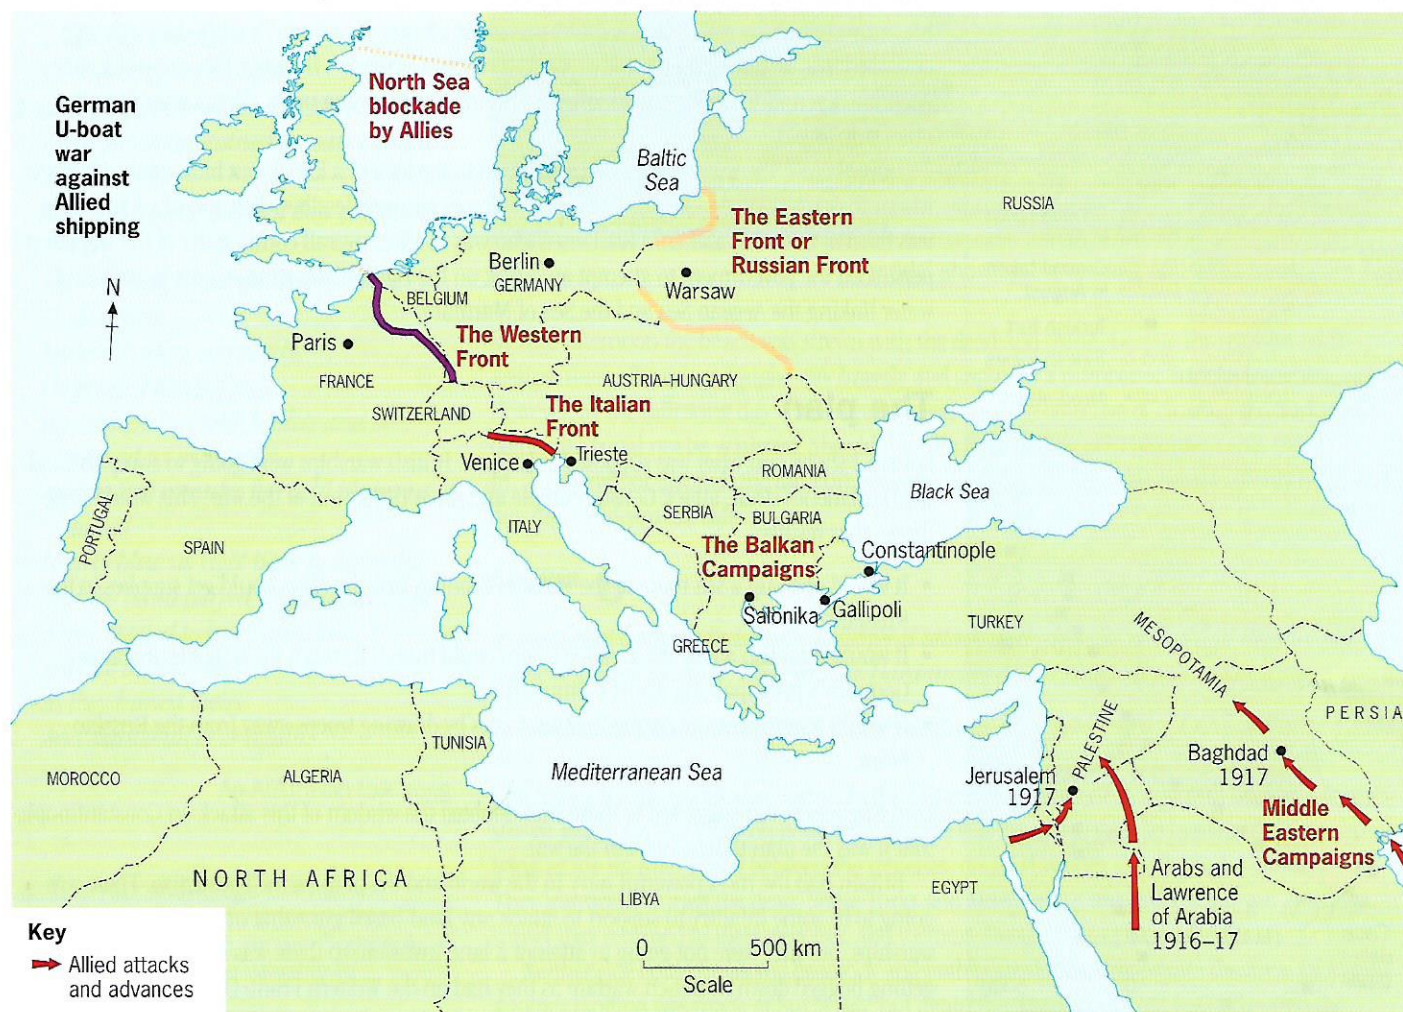 German
U-boat
war
against
Allied
shipping
North Sea
blockade
by Allies
Baltic
Sea
RUSSIA
The Eastern
Front or
Russian Front
N
Berlin
GERMANY
BELGIUM
Warsaw
The Western
Front
Paris
FRANCE
AUSTRIA–HUNGARY
SWITZERLAND
The Italian
Front
Venice
Trieste
ROMANIA
Black Sea
PORTUGAL
SPAIN
ITALY
SERBIA
BULGARIA
The Balkan
Campaigns
Constantinople
Salonika
Gallipoli
GREECE
TURKEY
MESOPOTAMIA
PERSIA
PALESTINE
TUNISIA
MOROCCO
ALGERIA
Mediterranean Sea
Jerusalem
1917
Baghdad
1917
Middle
Eastern
Campaigns
NORTH AFRICA
LIBYA
EGYPT
Arabs and
Lawrence
of Arabia
1916–17
Key
Allied attacks
and advances
0 500 km
Scale